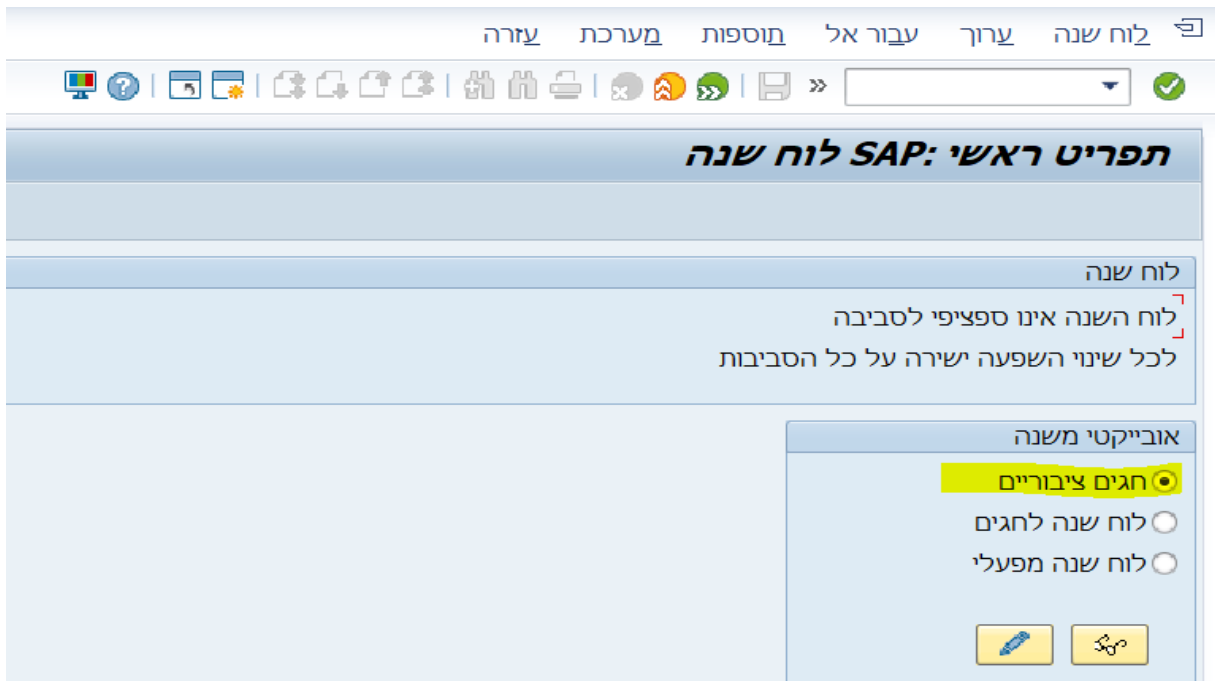 לוח שנה ערוך עבור אל תוספות מערכת עזרה
תפריט ראשי :SAP לוח שנה
לוח שנה
לוח השנה אינו ספציפי לסביבה
לכל שינוי השפעה ישירה על כל הסביבות
אובייקטי משנה
חגים ציבוריים
לוח שנה לחגים
לוח שנה מפעלי